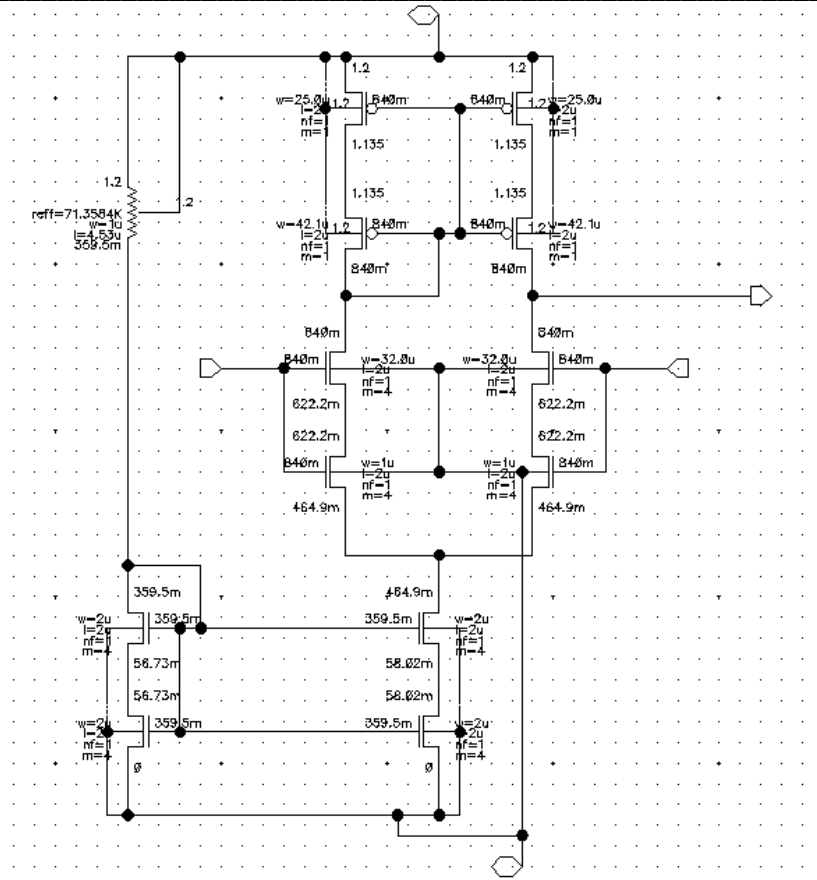 1.2
1.2
w=25.0u
l=2u
nf=1
m=1
1.2
840m
840m
1.2
w=25.0u
l=2u
nf=1
m=1
1.135
1.135
1.2
1.2
reff=71.3584K
w=1u
l=4.53u
359.5m
1.135
1.135
w=42.1u
l=2u
nf=1
m=1
1.2
840m
840m
1.2
w=42.1u
l=2u
nf=1
m=1
840m
840m
840m
840m
840m
w=32.0u
l=2u
nf=1
m=4
w=32.0u
l=2u
nf=1
m=4
840m
622.2m
622.2m
622.2m
622.2m
840m
w=1u
l=2u
nf=1
m=4
w=1u
l=2u
nf=1
m=4
840m
464.9m
464.9m
359.5m
464.9m
w=2u
l=2u
nf=1
m=4
359.5m
359.5m
w=2u
l=2u
nf=1
m=4
56.73m
58.02m
56.73m
58.02m
w=2u
l=2u
nf=1
m=4
359.5m
359.5m
w=2u
l=2u
nf=1
m=4
0
0